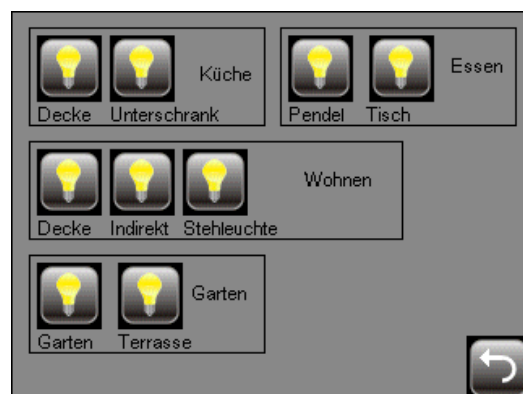 Küche
Decke Unterschrank
Essen
Pendel Tisch
Wohnen
Decke Indirekt Stehleuchte
Garten
Garten Terrasse